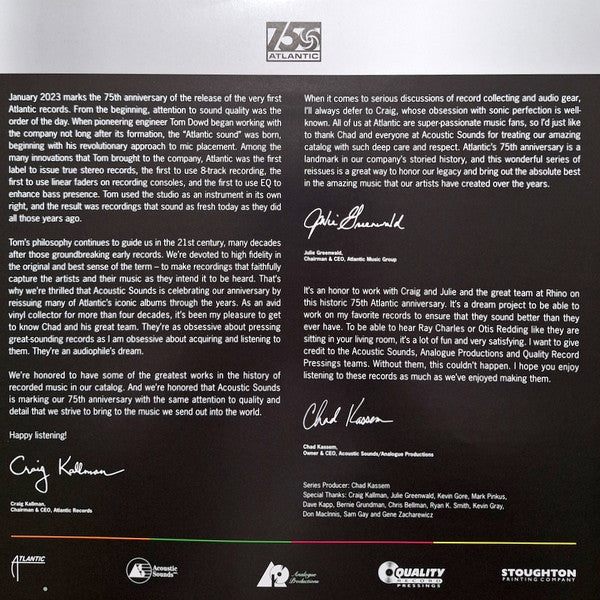 75
ATLANTIC
January 2023 marks the 75th anniversary of the release of the very first
Atlantic records. From the beginning, attention to sound quality was the
order of the day. When pioneering engineer Tom Dowd began working with
the company not long after its formation, the “Atlantic sound” was born,
beginning with his revolutionary approach to mic placement. Among the
many innovations that Tom brought to the company, Atlantic was the first
label to issue true stereo records, the first to use 8-track recording, the
first to use linear faders on recording consoles, and the first to use EQ to
enhance bass presence. Tom used the studio as an instrument in its own
right, and the result was recordings that sound as fresh today as they did
all those years ago.
Tom's philosophy continues to guide us in the 21st century, many decades
after those groundbreaking early records. We're devoted to high fidelity in
the original and best sense of the term – to make recordings that faithfully
capture the artists and their music as they intend it to be heard. That's
why we're thrilled that Acoustic Sounds is celebrating our anniversary by
reissuing many of Atlantic's iconic albums through the years. As an avid
vinyl collector for more than four decades, it's been my pleasure to get
to know Chad and his great team. They're as obsessive about pressing
great-sounding records as I am obsessive about acquiring and listening to
them. They're an audiophile's dream.
We're honored to have some of the greatest works in the history of
recorded music in our catalog. And we're honored that Acoustic Sounds
is marking our 75th anniversary with the same attention to quality and
detail that we strive to bring to the music we send out into the world.
Happy listening!
Craig Kallman
Craig Kallman,
Chairman & CEO, Atlantic Records
When it comes to serious discussions of record collecting and audio gear,
I'll always defer to Craig, whose obsession with sonic perfection is well-
known. All of us at Atlantic are super-passionate music fans, so I'd just like
to thank Chad and everyone at Acoustic Sounds for treating our amazing
catalog with such deep care and respect. Atlantic's 75th anniversary is a
landmark in our company's storied history, and this wonderful series of
reissues is a great way to honor our legacy and bring out the absolute best
in the amazing music that our artists have created over the years.
Julie Greenwald
Julie Greenwald,
Chairman & CEO, Atlantic Music Group
It's an honor to work with Craig and Julie and the great team at Rhino on
this historic 75th Atlantic anniversary. It's a dream project to be able to
work on my favorite records to ensure that they sound better than they
ever have. To be able to hear Ray Charles or Otis Redding like they are
sitting in your living room, it's a lot of fun and very satisfying. I want to give
credit to the Acoustic Sounds, Analogue Productions and Quality Record
Pressings teams. Without them, this couldn't happen. I hope you enjoy
listening to these records as much as we've enjoyed making them.
Chad Kassem
Chad Kassem,
Owner & CEO, Acoustic Sounds/Analogue Productions
Series Producer: Chad Kassem
Special Thanks: Craig Kallman, Julie Greenwald, Kevin Gore, Mark Pinkus,
Dave Kapp, Bernie Grundman, Chris Bellman, Ryan K. Smith, Kevin Gray,
Don MacInnis, Sam Gay and Gene Zacharewicz
ATLANTIC
Acoustic
Sounds
Analogue
Productions
QUALITY
RECORD
PRESSINGS
STOUGHTON
PRINTING COMPANY